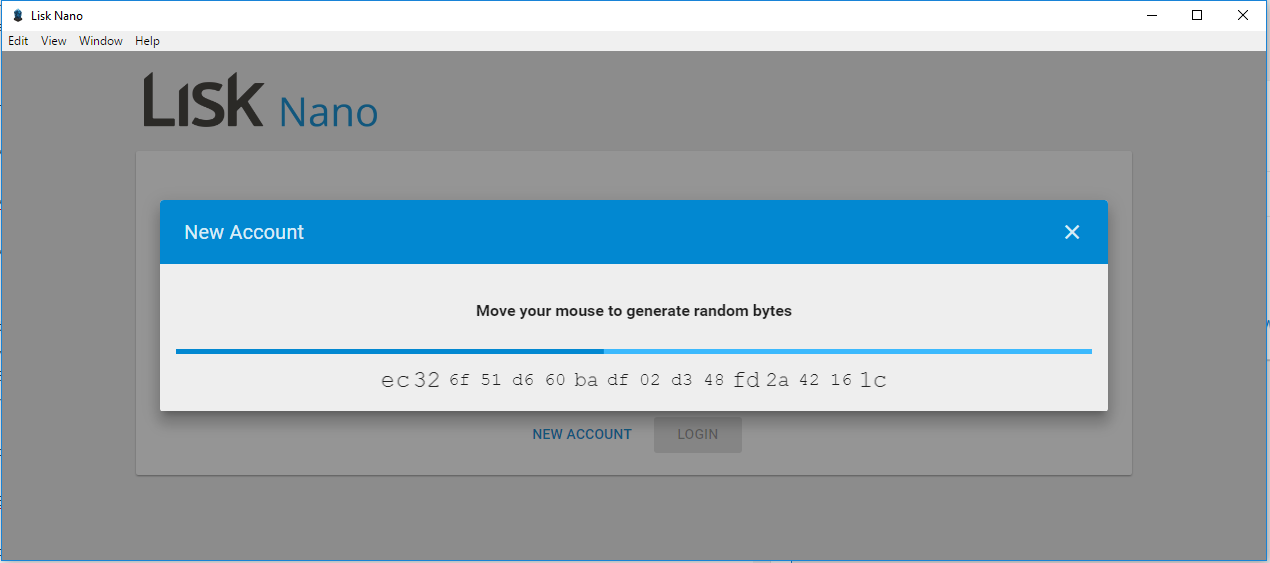 Lisk Nano
Edit View Window Help
Lisk Nano
New Account
Move your mouse to generate random bytes
ec 32 6f 51 d6 60 ba df 02 d3 48 fd 2a 42 16 1c
NEW ACCOUNT LOGIN